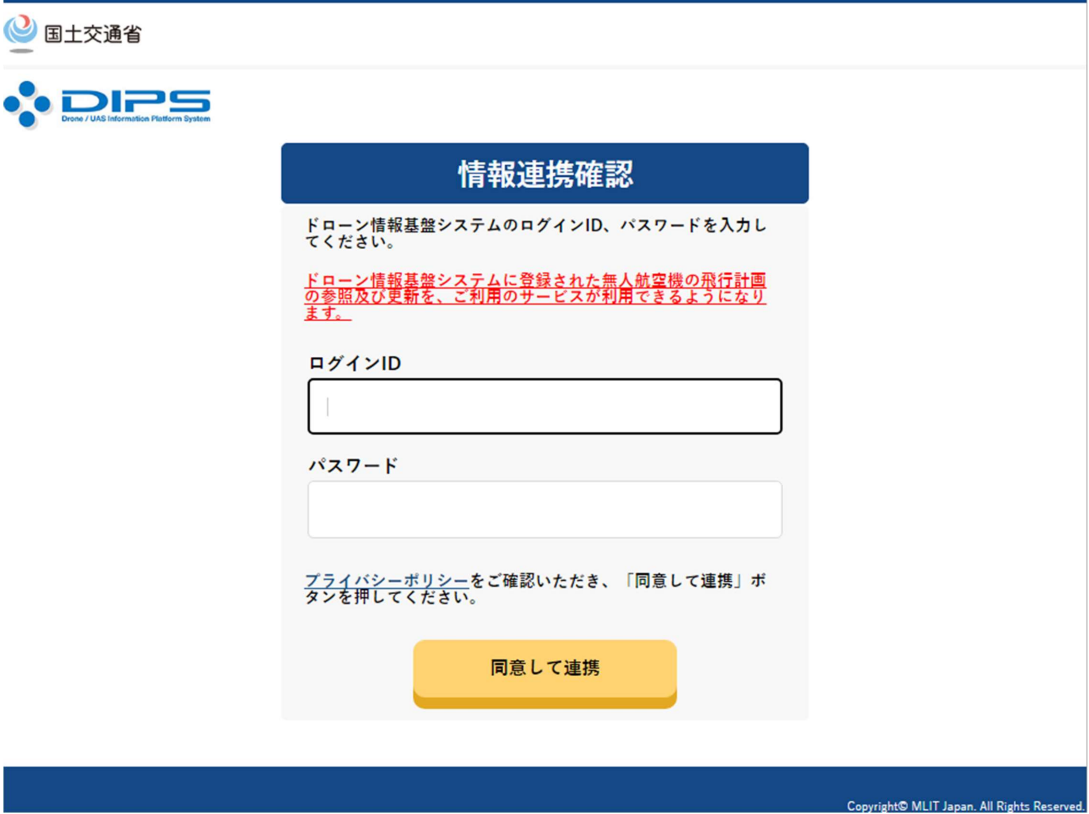 国土交通省
DIPS
Drone / UAS Information Platform System
情報連携確認
ドローン情報基盤システムのログインID、パスワードを入力し
てください。
ドローン情報基盤システムに登録された無人航空機の飛行計画
の参照及び更新を、ご利用のサービスが利用できるようになり
ます。
ログインID
パスワード
プライバシーポリシーをご確認いただき、「同意して連携」ボ
タンを押してください。
同意して連携
Copyright© MLIT Japan. All Rights Reserved.